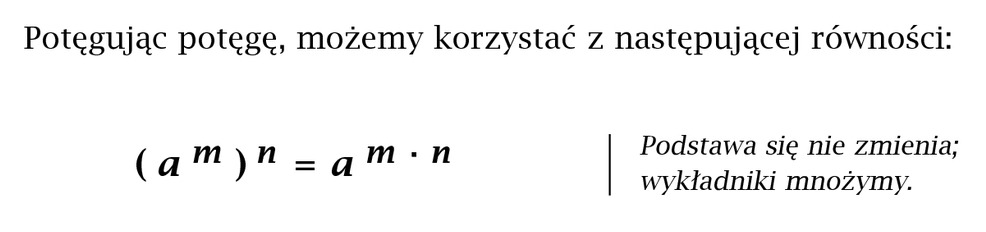 Potęgując potęgę, możemy korzystać z następującej równości:
( a ᵐ ) ⁿ = a ᵐ ᐧ ⁿ
Podstawa się nie zmienia;
wykładniki mnożymy.